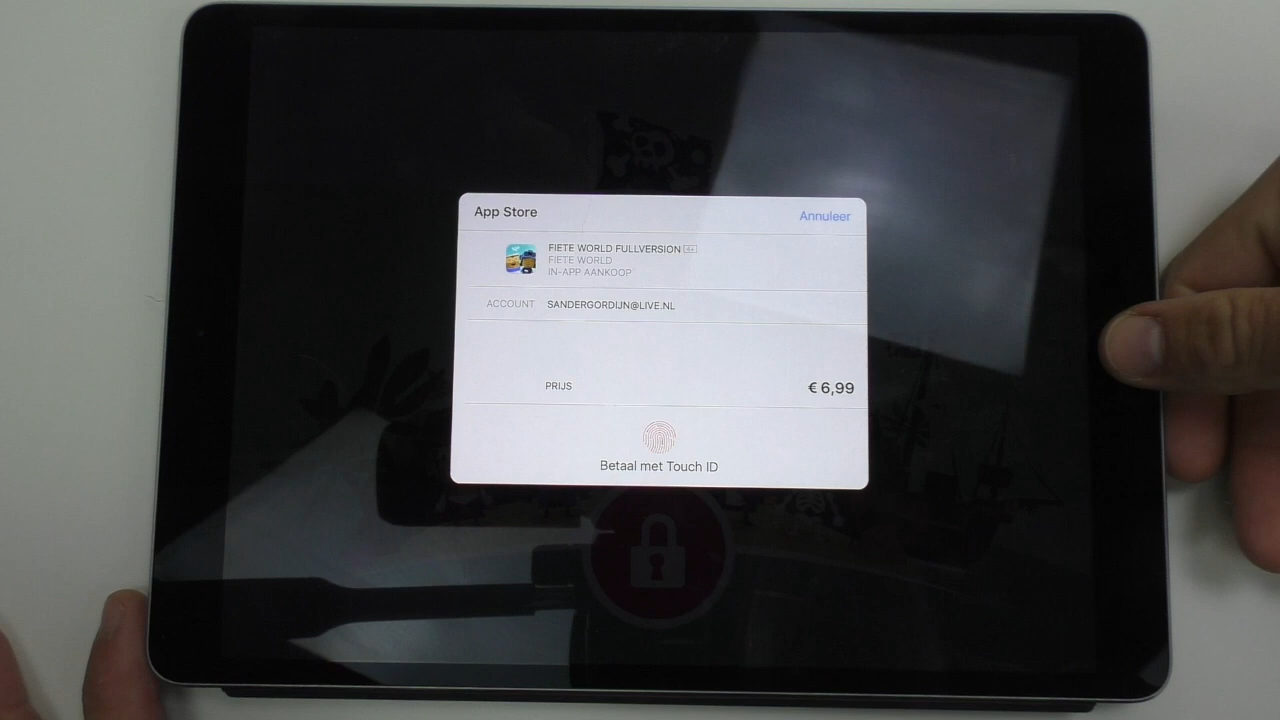 App Store
Annuleer
FIETE WORLD FULLVERSION 4+
FIETE WORLD
IN-APP AANKOOP
ACCOUNT SANDERGORDIJN@LIVE.NL
PRIJS € 6,99
Betaal met Touch ID